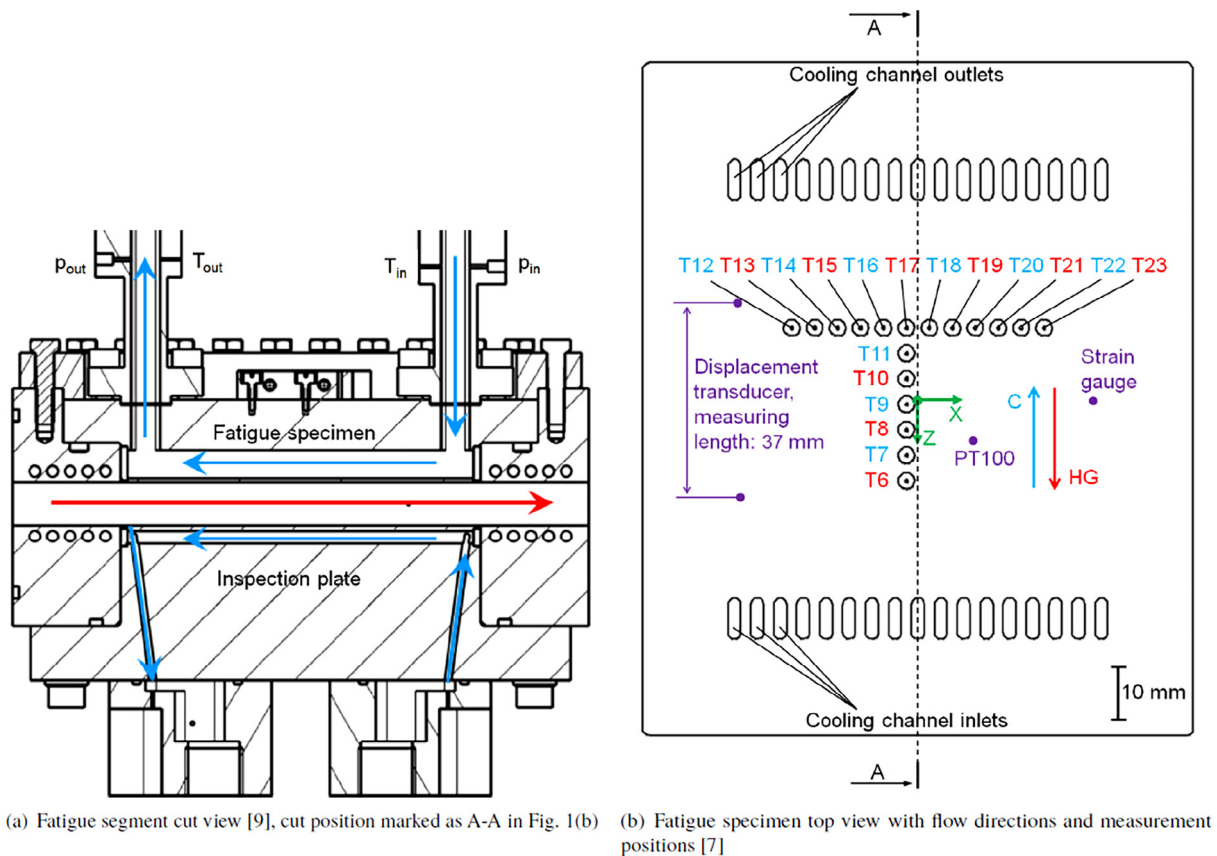 A
Cooling channel outlets
p_out T_out T_in p_in
T12 T13 T14 T15 T16 T17 T18 T19 T20 T21 T22 T23
T11
T10
T9
T8
T7
T6
Displacement
transducer,
measuring
length: 37 mm
X
Z
PT100
C
HG
Strain
gauge
Fatigue specimen
Inspection plate
Cooling channel inlets
10 mm
A
(a) Fatigue segment cut view [9], cut position marked as A-A in Fig. 1(b)
(b) Fatigue specimen top view with flow directions and measurement
positions [7]